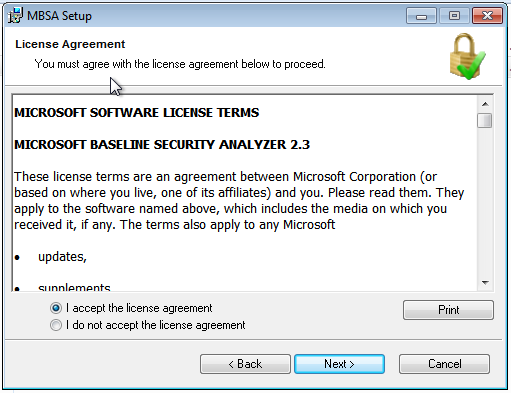 MBSA Setup
License Agreement
You must agree with the license agreement below to proceed.
MICROSOFT SOFTWARE LICENSE TERMS
MICROSOFT BASELINE SECURITY ANALYZER 2.3
These license terms are an agreement between Microsoft Corporation (or
based on where you live, one of its affiliates) and you. Please read them. They
apply to the software named above, which includes the media on which you
received it, if any. The terms also apply to any Microsoft
• updates,
• supplements
I accept the license agreement
I do not accept the license agreement
Print
< Back
Next >
Cancel